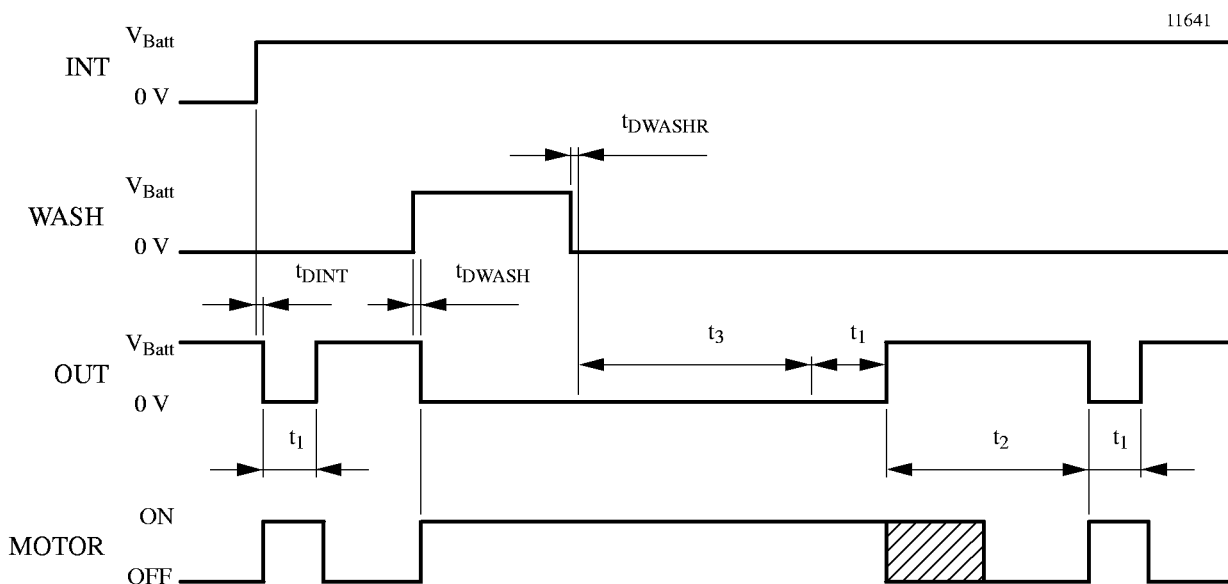 11641
V_Batt
INT
0 V
t_DWASHR
V_Batt
WASH
0 V
t_DINT
t_DWASH
V_Batt
t_3
t_1
OUT
0 V
t_1
t_2
t_1
ON
MOTOR
OFF